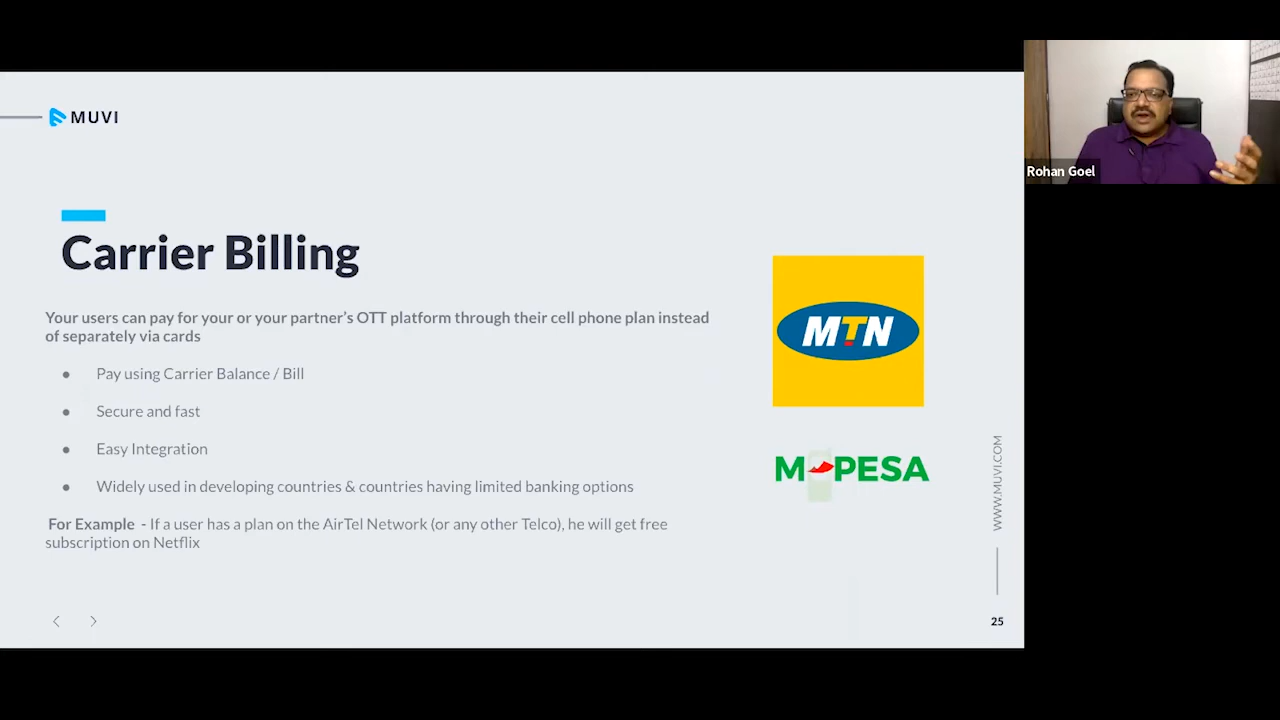 MUVI
Carrier Billing
Your users can pay for your or your partner's OTT platform through their cell phone plan instead
of separately via cards
● Pay using Carrier Balance / Bill
● Secure and fast
● Easy Integration
● Widely used in developing countries & countries having limited banking options
For Example - If a user has a plan on the AirTel Network (or any other Telco), he will get free
subscription on Netflix
MTN
M-PESA
WWW.MUVI.COM
25
Rohan Goel